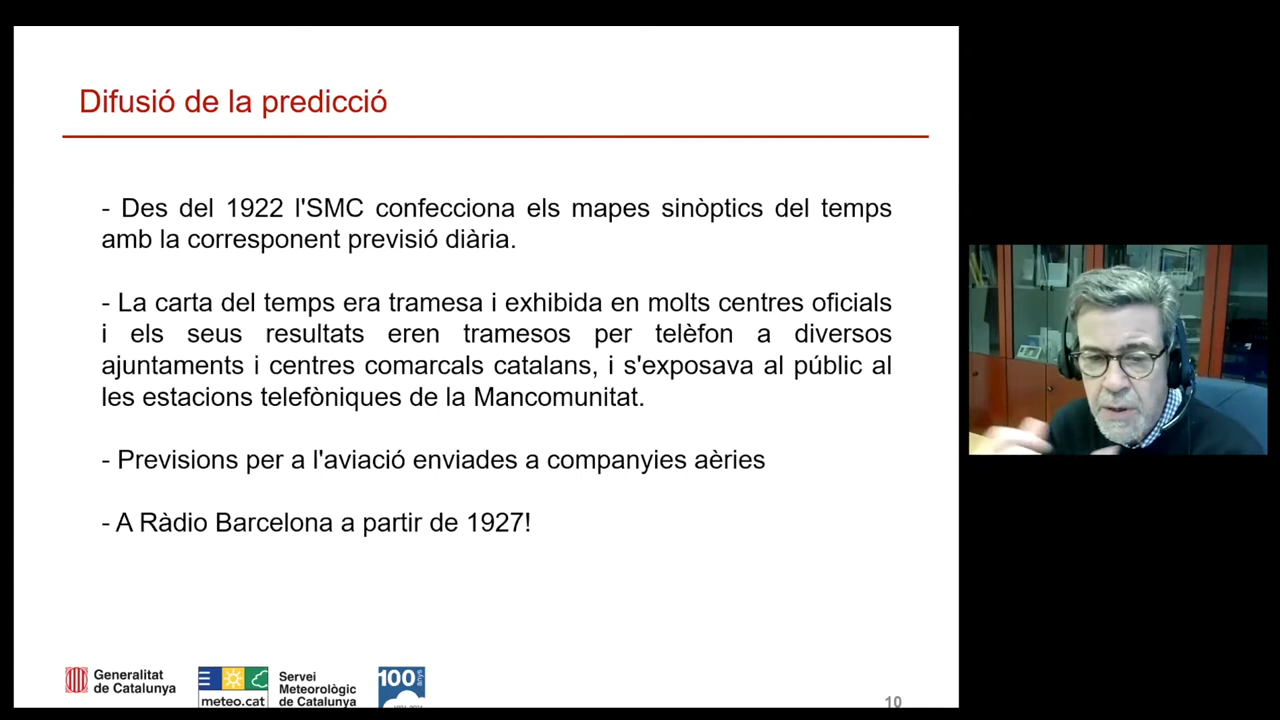 Difusió de la predicció
- Des del 1922 l'SMC confecciona els mapes sinòptics del temps
amb la corresponent previsió diària.
- La carta del temps era tramesa i exhibida en molts centres oficials
i els seus resultats eren tramesos per telèfon a diversos
ajuntaments i centres comarcals catalans, i s'exposava al públic al
les estacions telefòniques de la Mancomunitat.
- Previsions per a l'aviació enviades a companyies aèries
- A Ràdio Barcelona a partir de 1927!
Generalitat
de Catalunya
meteo.cat
Servei
Meteorològic
de Catalunya
100
anys
10